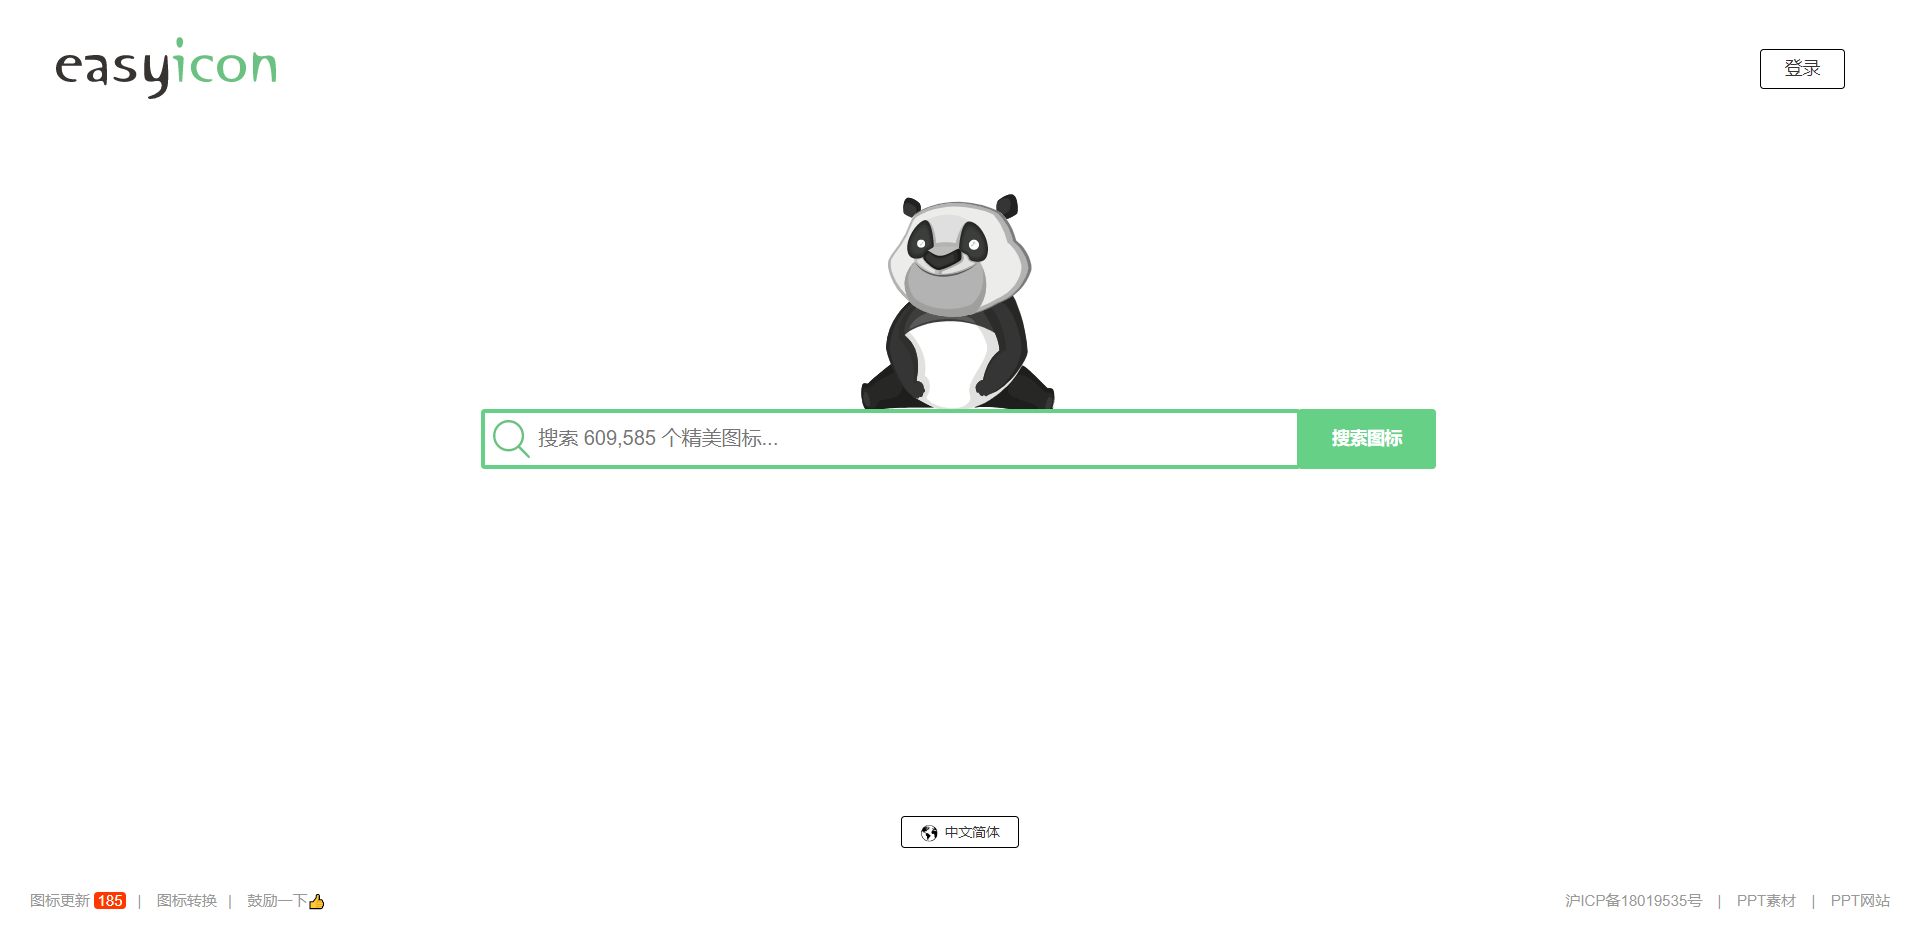 easyicon
登录
搜索 609,585 个精美图标...
搜索图标
中文简体
图标更新 185 | 图标转换 | 鼓励一下👍
沪ICP备18019535号 | PPT素材 | PPT网站